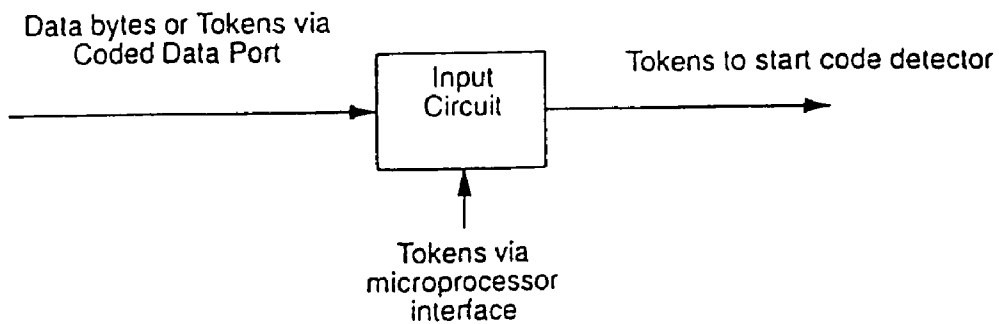 Data bytes or Tokens via
Coded Data Port
Input
Circuit
Tokens to start code detector
Tokens via
microprocessor
interface